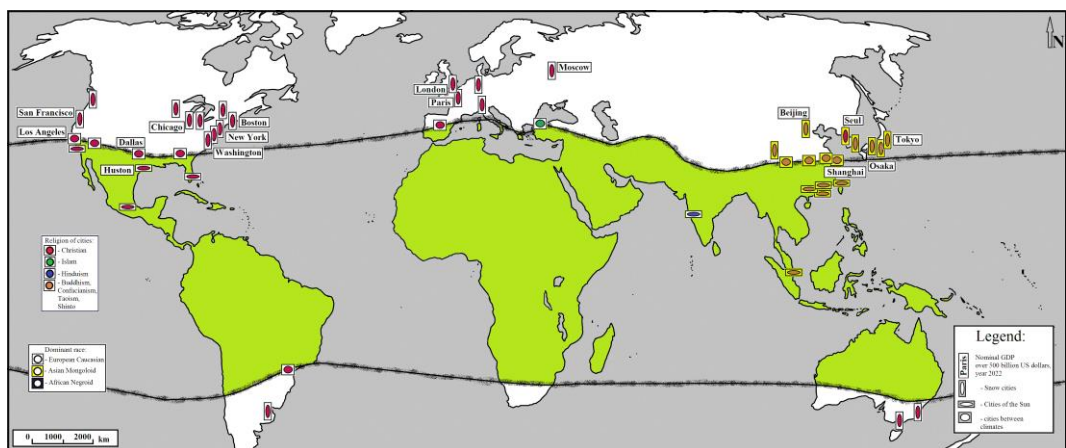 N
Moscow
London
Paris
San Francisco
Los Angeles
Chicago
Boston
New York
Washington
Dallas
Huston
Beijing
Seul
Tokyo
Osaka
Shanghai
Religion of cities:
- Christian
- Islam
- Hinduism
- Buddhism,
Confucianism,
Taoism,
Shinto
Dominant race:
- European Caucasian
- Asian Mongoloid
- African Negroid
0 1000 2000 km
Legend:
Paris
Nominal GDP
over 500 billion US dollars,
year 2022
- Snow cities
- Cities of the Sun
- cities between
climates